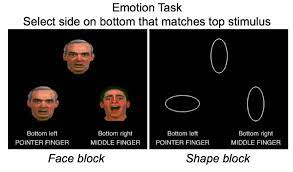 Emotion Task
Select side on bottom that matches top stimulus
Bottom left
POINTER FINGER
Bottom right
MIDDLE FINGER
Bottom left
POINTER FINGER
Bottom right
MIDDLE FINGER
Face block
Shape block